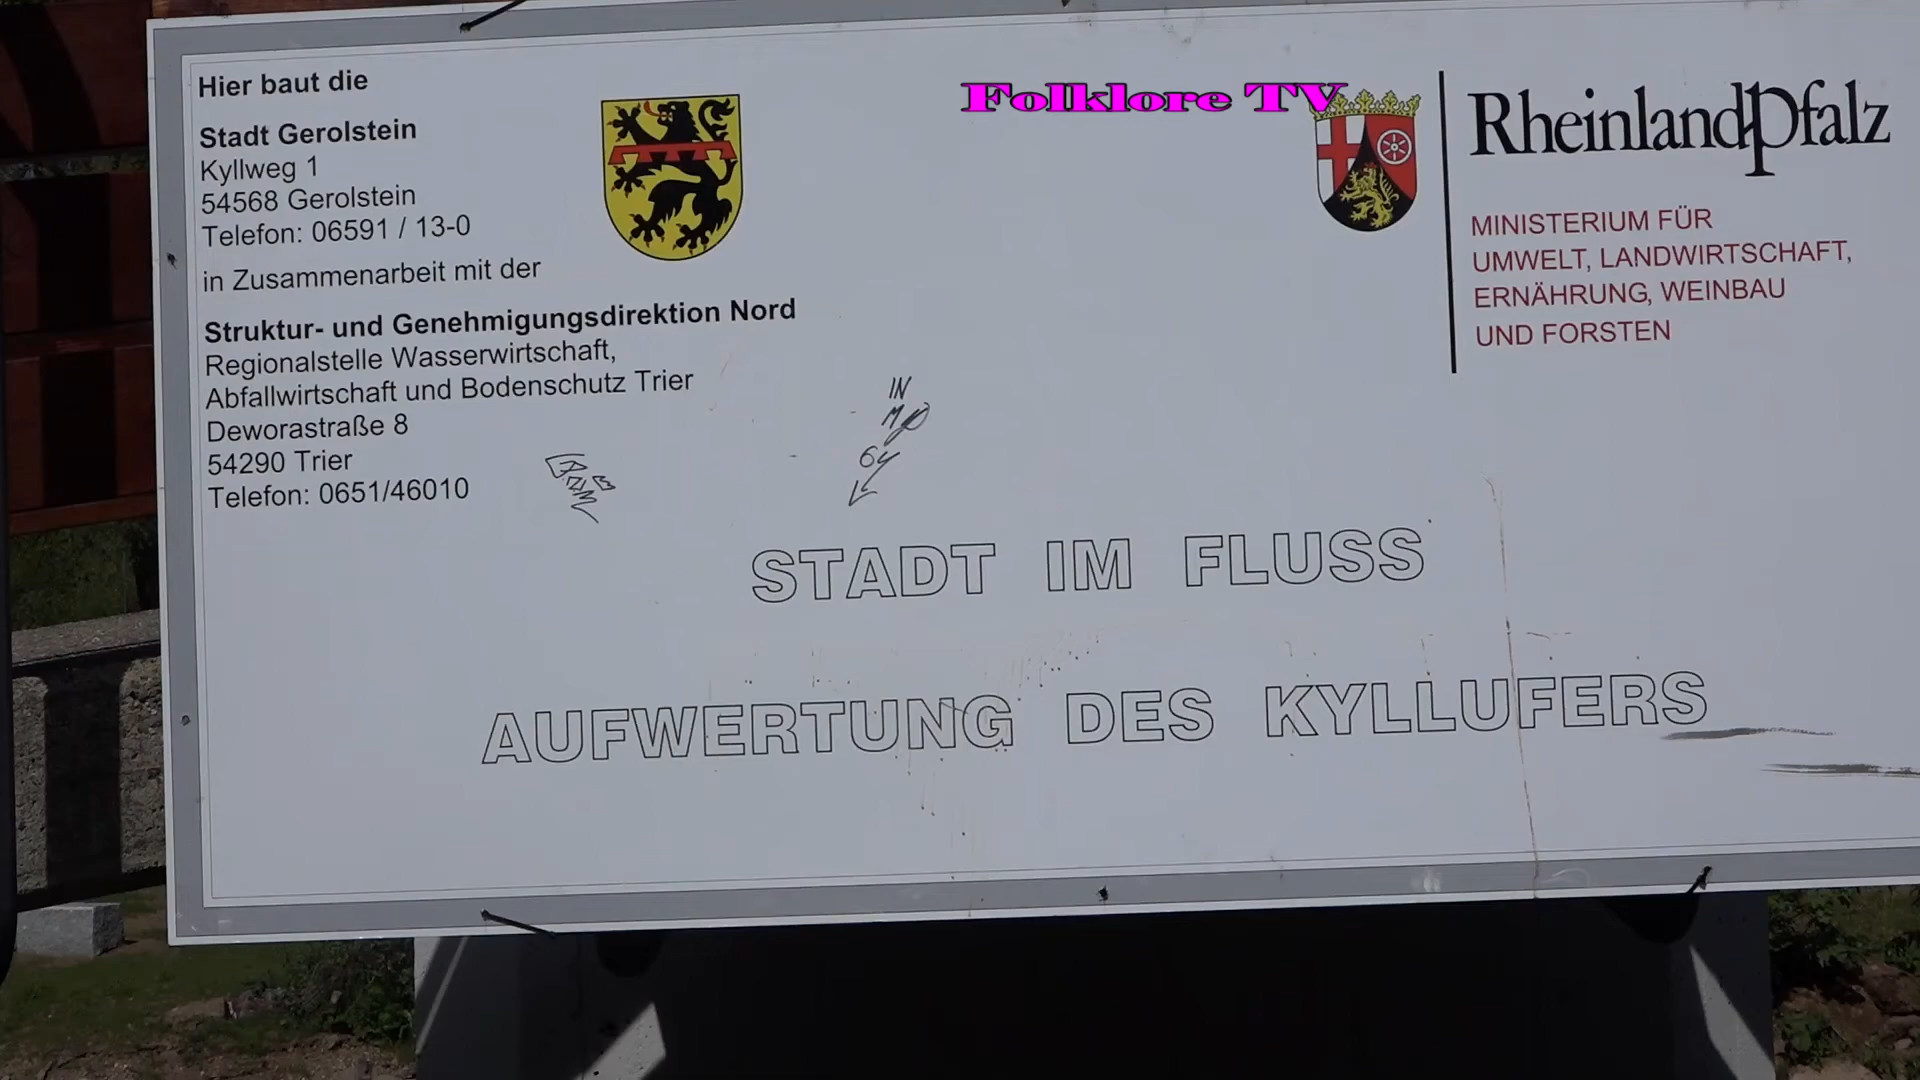 Hier baut die
Stadt Gerolstein
Kyllweg 1
54568 Gerolstein
Telefon: 06591 / 13-0
in Zusammenarbeit mit der
Struktur- und Genehmigungsdirektion Nord
Regionalstelle Wasserwirtschaft,
Abfallwirtschaft und Bodenschutz Trier
Deworastraße 8
54290 Trier
Telefon: 0651/46010
Folklore TV
RheinlandPfalz
MINISTERIUM FÜR
UMWELT, LANDWIRTSCHAFT,
ERNÄHRUNG, WEINBAU
UND FORSTEN
IN
STADT IM FLUSS
AUFWERTUNG DES KYLLUFERS